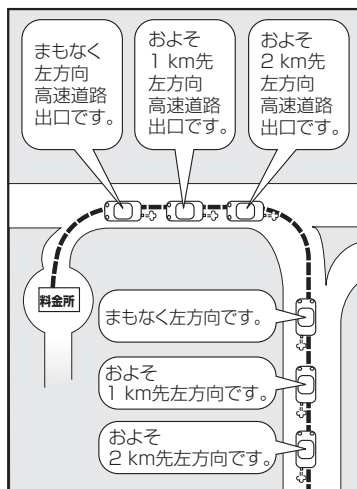 まもなく
左方向
高速道路
出口です。
およそ
1 km先
左方向
高速道路
出口です。
およそ
2 km先
左方向
高速道路
出口です。
料金所
まもなく左方向です。
およそ
1 km先左方向です。
およそ
2 km先左方向です。